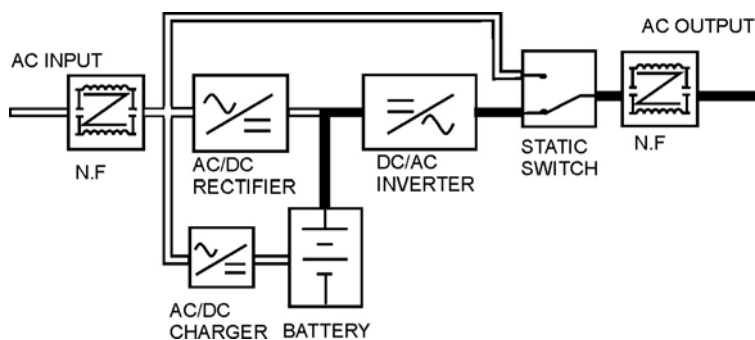 AC INPUT
AC OUTPUT
N.F
AC/DC
RECTIFIER
DC/AC
INVERTER
STATIC
SWITCH
N.F
AC/DC
CHARGER
BATTERY